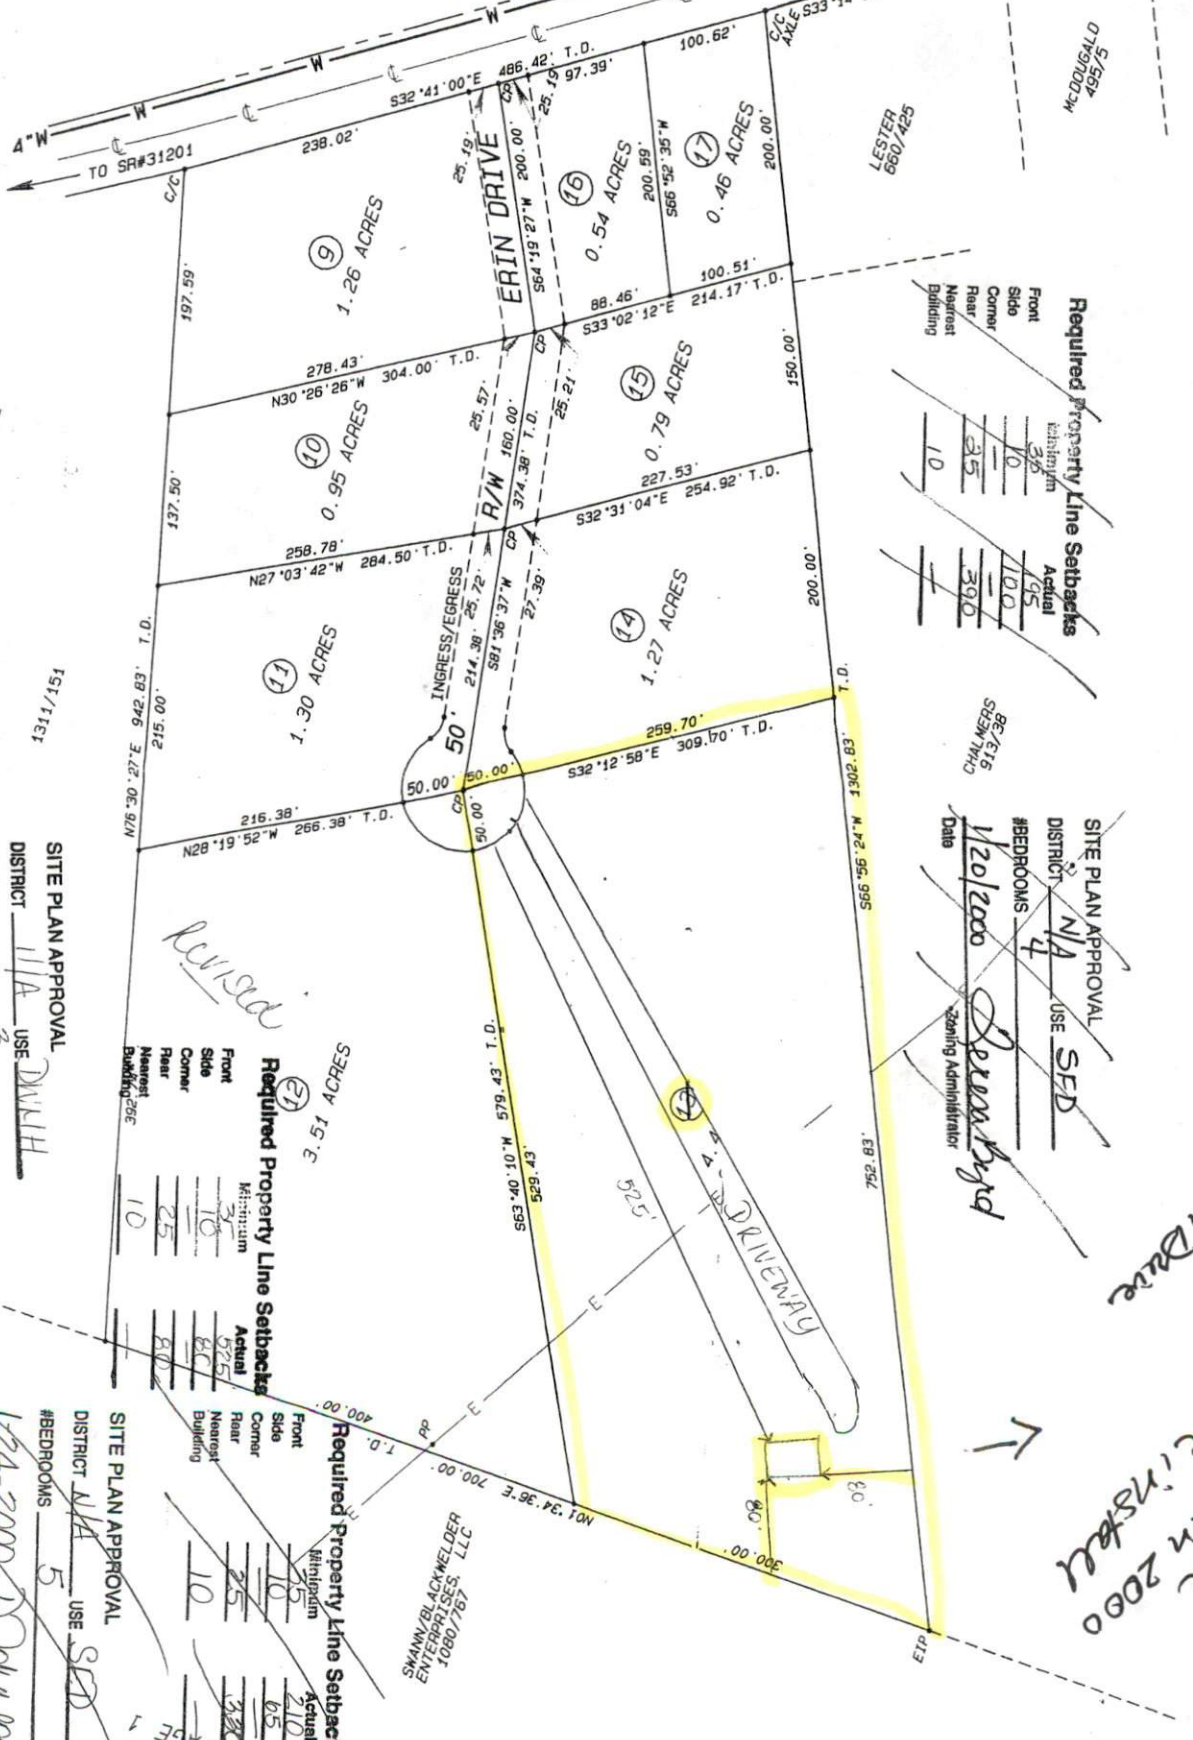 4"W
W
W
W
TO SR#31201
C/C
238.02'
S32°41'00"E 486.42' T.D.
97.39'
100.62'
C/C
AXLE
25.19'
25.19
CP
ERIN DRIVE
200.00'
S64°19'27"W
9
1.26 ACRES
16
0.54 ACRES
200.59'
S66°52'35"W
17
0.46 ACRES
200.00'
LESTER
660/425
McDOUGALD
495/5
197.59'
278.43'
N30°26'26"W 304.00' T.D.
CP
88.46'
100.51'
S33°02'12"E 214.17' T.D.
10
0.95 ACRES
25.57'
R/W
160.00'
374.38' T.D.
25.21'
15
0.79 ACRES
150.00'
137.50'
258.78'
N27°03'42"W 284.50' T.D.
CP
227.53'
S32°31'04"E 254.92' T.D.
11
1.30 ACRES
INGRESS/EGRESS
25.72'
214.38'
S81°36'37"W
27.39'
50'
14
1.27 ACRES
200.00'
T.D.
1311/151
N76°30'27"E 942.83' T.D.
215.00'
216.38'
N28°19'52"W 266.38' T.D.
50.00'
50.00'
50.00'
CP
259.70'
S32°12'58"E 309.70' T.D.
S66°56'24"W 1302.83'
752.83'
CHALMERS
913/38
Required Property Line Setbacks
Minimum Actual
Front 35 195
Side 10 100
Corner — —
Rear 25 390
Nearest
Building 10 —
SITE PLAN APPROVAL
DISTRICT N/A USE SFD
#BEDROOMS 4
1/20/2000
Date Zoning Administrator
Revised
12
3.51 ACRES
392.
529.43'
S63°40'10"W 579.43' T.D.
13
4.4
DRIVEWAY
525'
E
E
E
PP
80'
80'
400.00'
T.D. 700.00'
N01°34'36"E
300.00'
EIP
SITE PLAN APPROVAL
DISTRICT N/A USE DWMH
Required Property Line Setbacks
Minimum Actual
Front 35 525
Side 10 80
Corner — —
Rear 25 80
Nearest
Building 10 —
SITE PLAN APPROVAL
DISTRICT N/A USE SFD
#BEDROOMS 5
Required Property Line Setbac
Minimum Actual
Front 210
Side 10 65
Corner —
Rear 25
Nearest
Building 10
SWANN/BLACKWELDER
ENTERPRISES, LLC
1080/767
Drive
2000